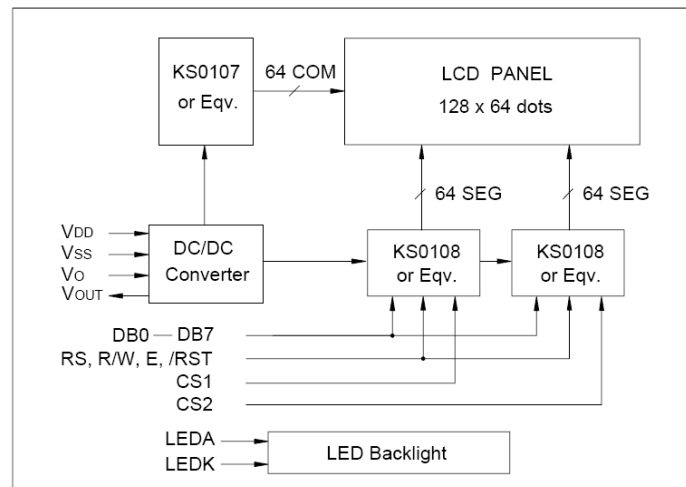 KS0107
or Eqv.
64 COM
LCD PANEL
128 x 64 dots
64 SEG
64 SEG
VDD
VSS
VO
VOUT
DC/DC
Converter
KS0108
or Eqv.
KS0108
or Eqv.
DB0 — DB7
RS, R/W, E, /RST
CS1
CS2
LEDA
LEDK
LED Backlight